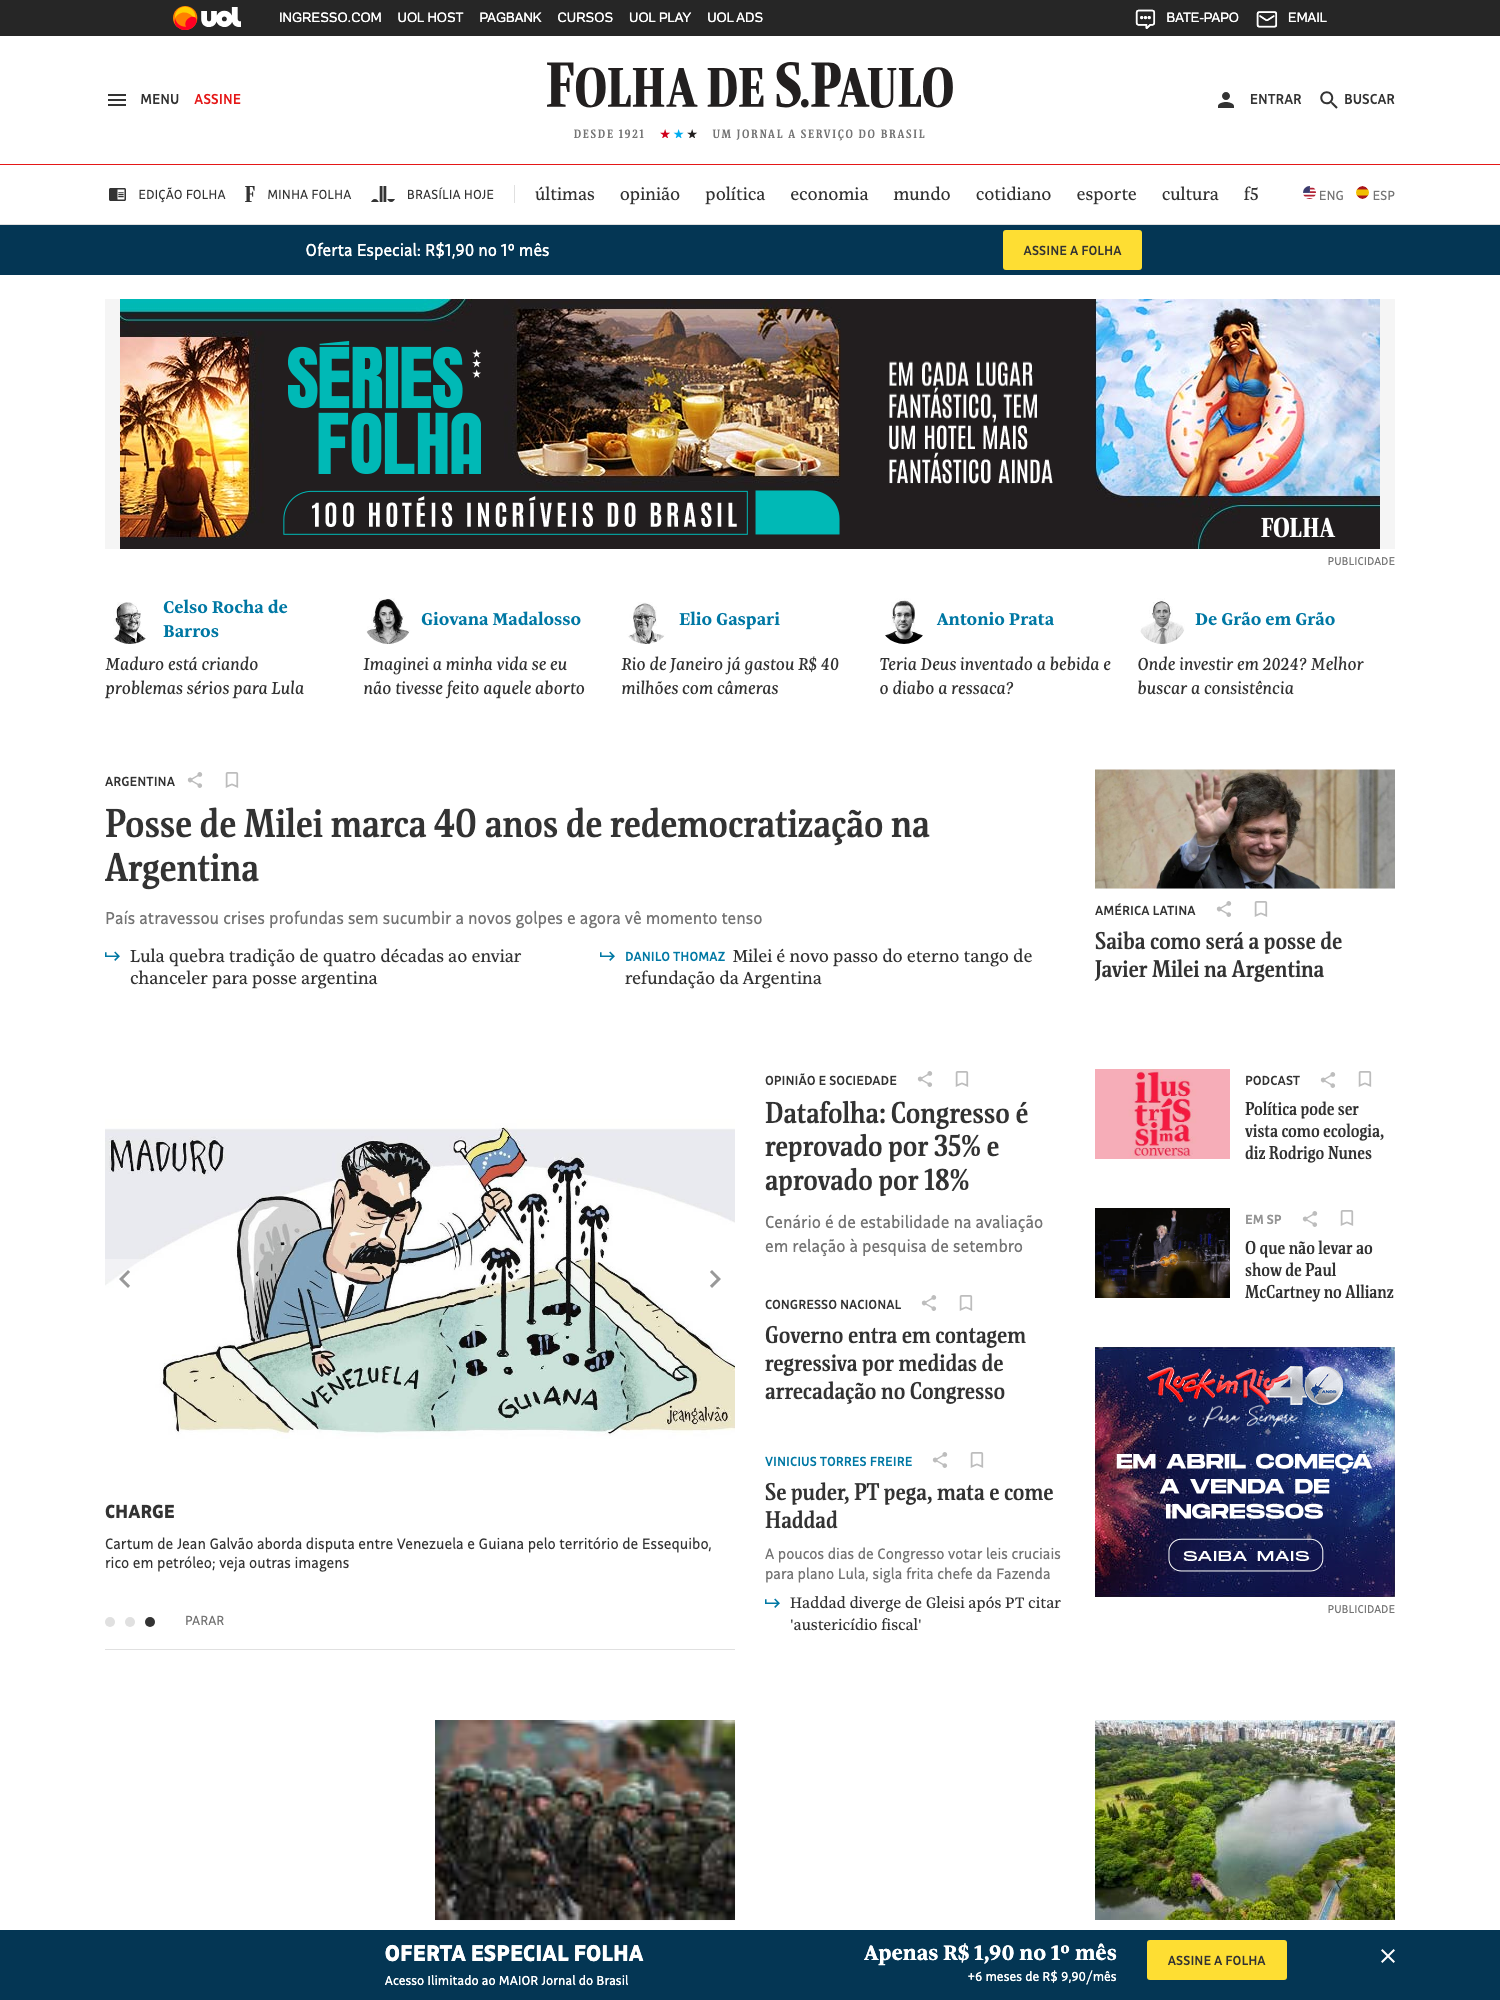 uol
INGRESSO.COM UOL HOST PAGBANK CURSOS UOL PLAY UOL ADS
BATE-PAPO EMAIL
MENU ASSINE
FOLHA DE S.PAULO
DESDE 1921 ★★★ UM JORNAL A SERVIÇO DO BRASIL
ENTRAR BUSCAR
EDIÇÃO FOLHA MINHA FOLHA BRASÍLIA HOJE últimas opinião política economia mundo cotidiano esporte cultura f5 ENG ESP
Oferta Especial: R$1,90 no 1º mês
ASSINE A FOLHA
SÉRIES
FOLHA
100 HOTÉIS INCRÍVEIS DO BRASIL
EM CADA LUGAR
FANTÁSTICO, TEM
UM HOTEL MAIS
FANTÁSTICO AINDA
FOLHA
PUBLICIDADE
Celso Rocha de
Barros
Maduro está criando
problemas sérios para Lula
Giovana Madalosso
Imaginei a minha vida se eu
não tivesse feito aquele aborto
Elio Gaspari
Rio de Janeiro já gastou R$ 40
milhões com câmeras
Antonio Prata
Teria Deus inventado a bebida e
o diabo a ressaca?
De Grão em Grão
Onde investir em 2024? Melhor
buscar a consistência
ARGENTINA
Posse de Milei marca 40 anos de redemocratização na
Argentina
País atravessou crises profundas sem sucumbir a novos golpes e agora vê momento tenso
Lula quebra tradição de quatro décadas ao enviar
chanceler para posse argentina
DANILO THOMAZ Milei é novo passo do eterno tango de
refundação da Argentina
AMÉRICA LATINA
Saiba como será a posse de
Javier Milei na Argentina
MADURO
VENEZUELA
GUIANA
jeangalvão
CHARGE
Cartum de Jean Galvão aborda disputa entre Venezuela e Guiana pelo território de Essequibo,
rico em petróleo; veja outras imagens
PARAR
OPINIÃO E SOCIEDADE
Datafolha: Congresso é
reprovado por 35% e
aprovado por 18%
Cenário é de estabilidade na avaliação
em relação à pesquisa de setembro
CONGRESSO NACIONAL
Governo entra em contagem
regressiva por medidas de
arrecadação no Congresso
VINICIUS TORRES FREIRE
Se puder, PT pega, mata e come
Haddad
A poucos dias de Congresso votar leis cruciais
para plano Lula, sigla frita chefe da Fazenda
Haddad diverge de Gleisi após PT citar
'austericídio fiscal'
ilus
trís
sima
conversa
PODCAST
Política pode ser
vista como ecologia,
diz Rodrigo Nunes
EM SP
O que não levar ao
show de Paul
McCartney no Allianz
Rock in Rio 40
ANOS
e Para Sempre
EM ABRIL COMEÇA
A VENDA DE
INGRESSOS
SAIBA MAIS
PUBLICIDADE
OFERTA ESPECIAL FOLHA
Acesso Ilimitado ao MAIOR Jornal do Brasil
Apenas R$ 1,90 no 1º mês
+6 meses de R$ 9,90/mês
ASSINE A FOLHA